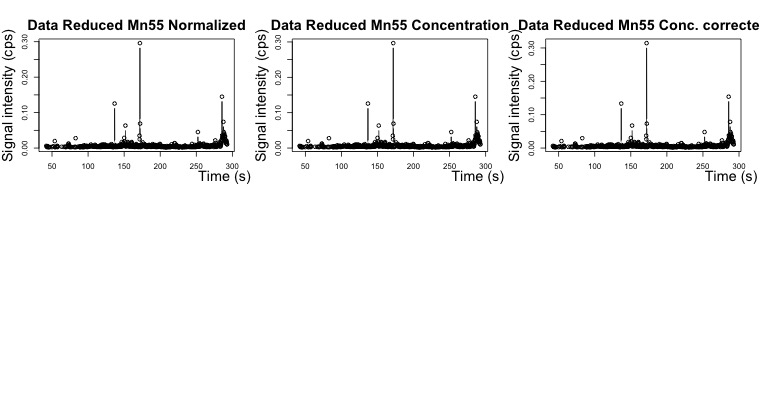 Data Reduced Mn55 Normalized
Signal intensity (cps)
0.00 0.10 0.20 0.30
50 100 150 200 250 300
Time (s)
Data Reduced Mn55 Concentration
Signal intensity (cps)
0.00 0.10 0.20 0.30
50 100 150 200 250 300
Time (s)
Data Reduced Mn55 Conc. correcte
Signal intensity (cps)
0.00 0.10 0.20 0.30
50 100 150 200 250 300
Time (s)